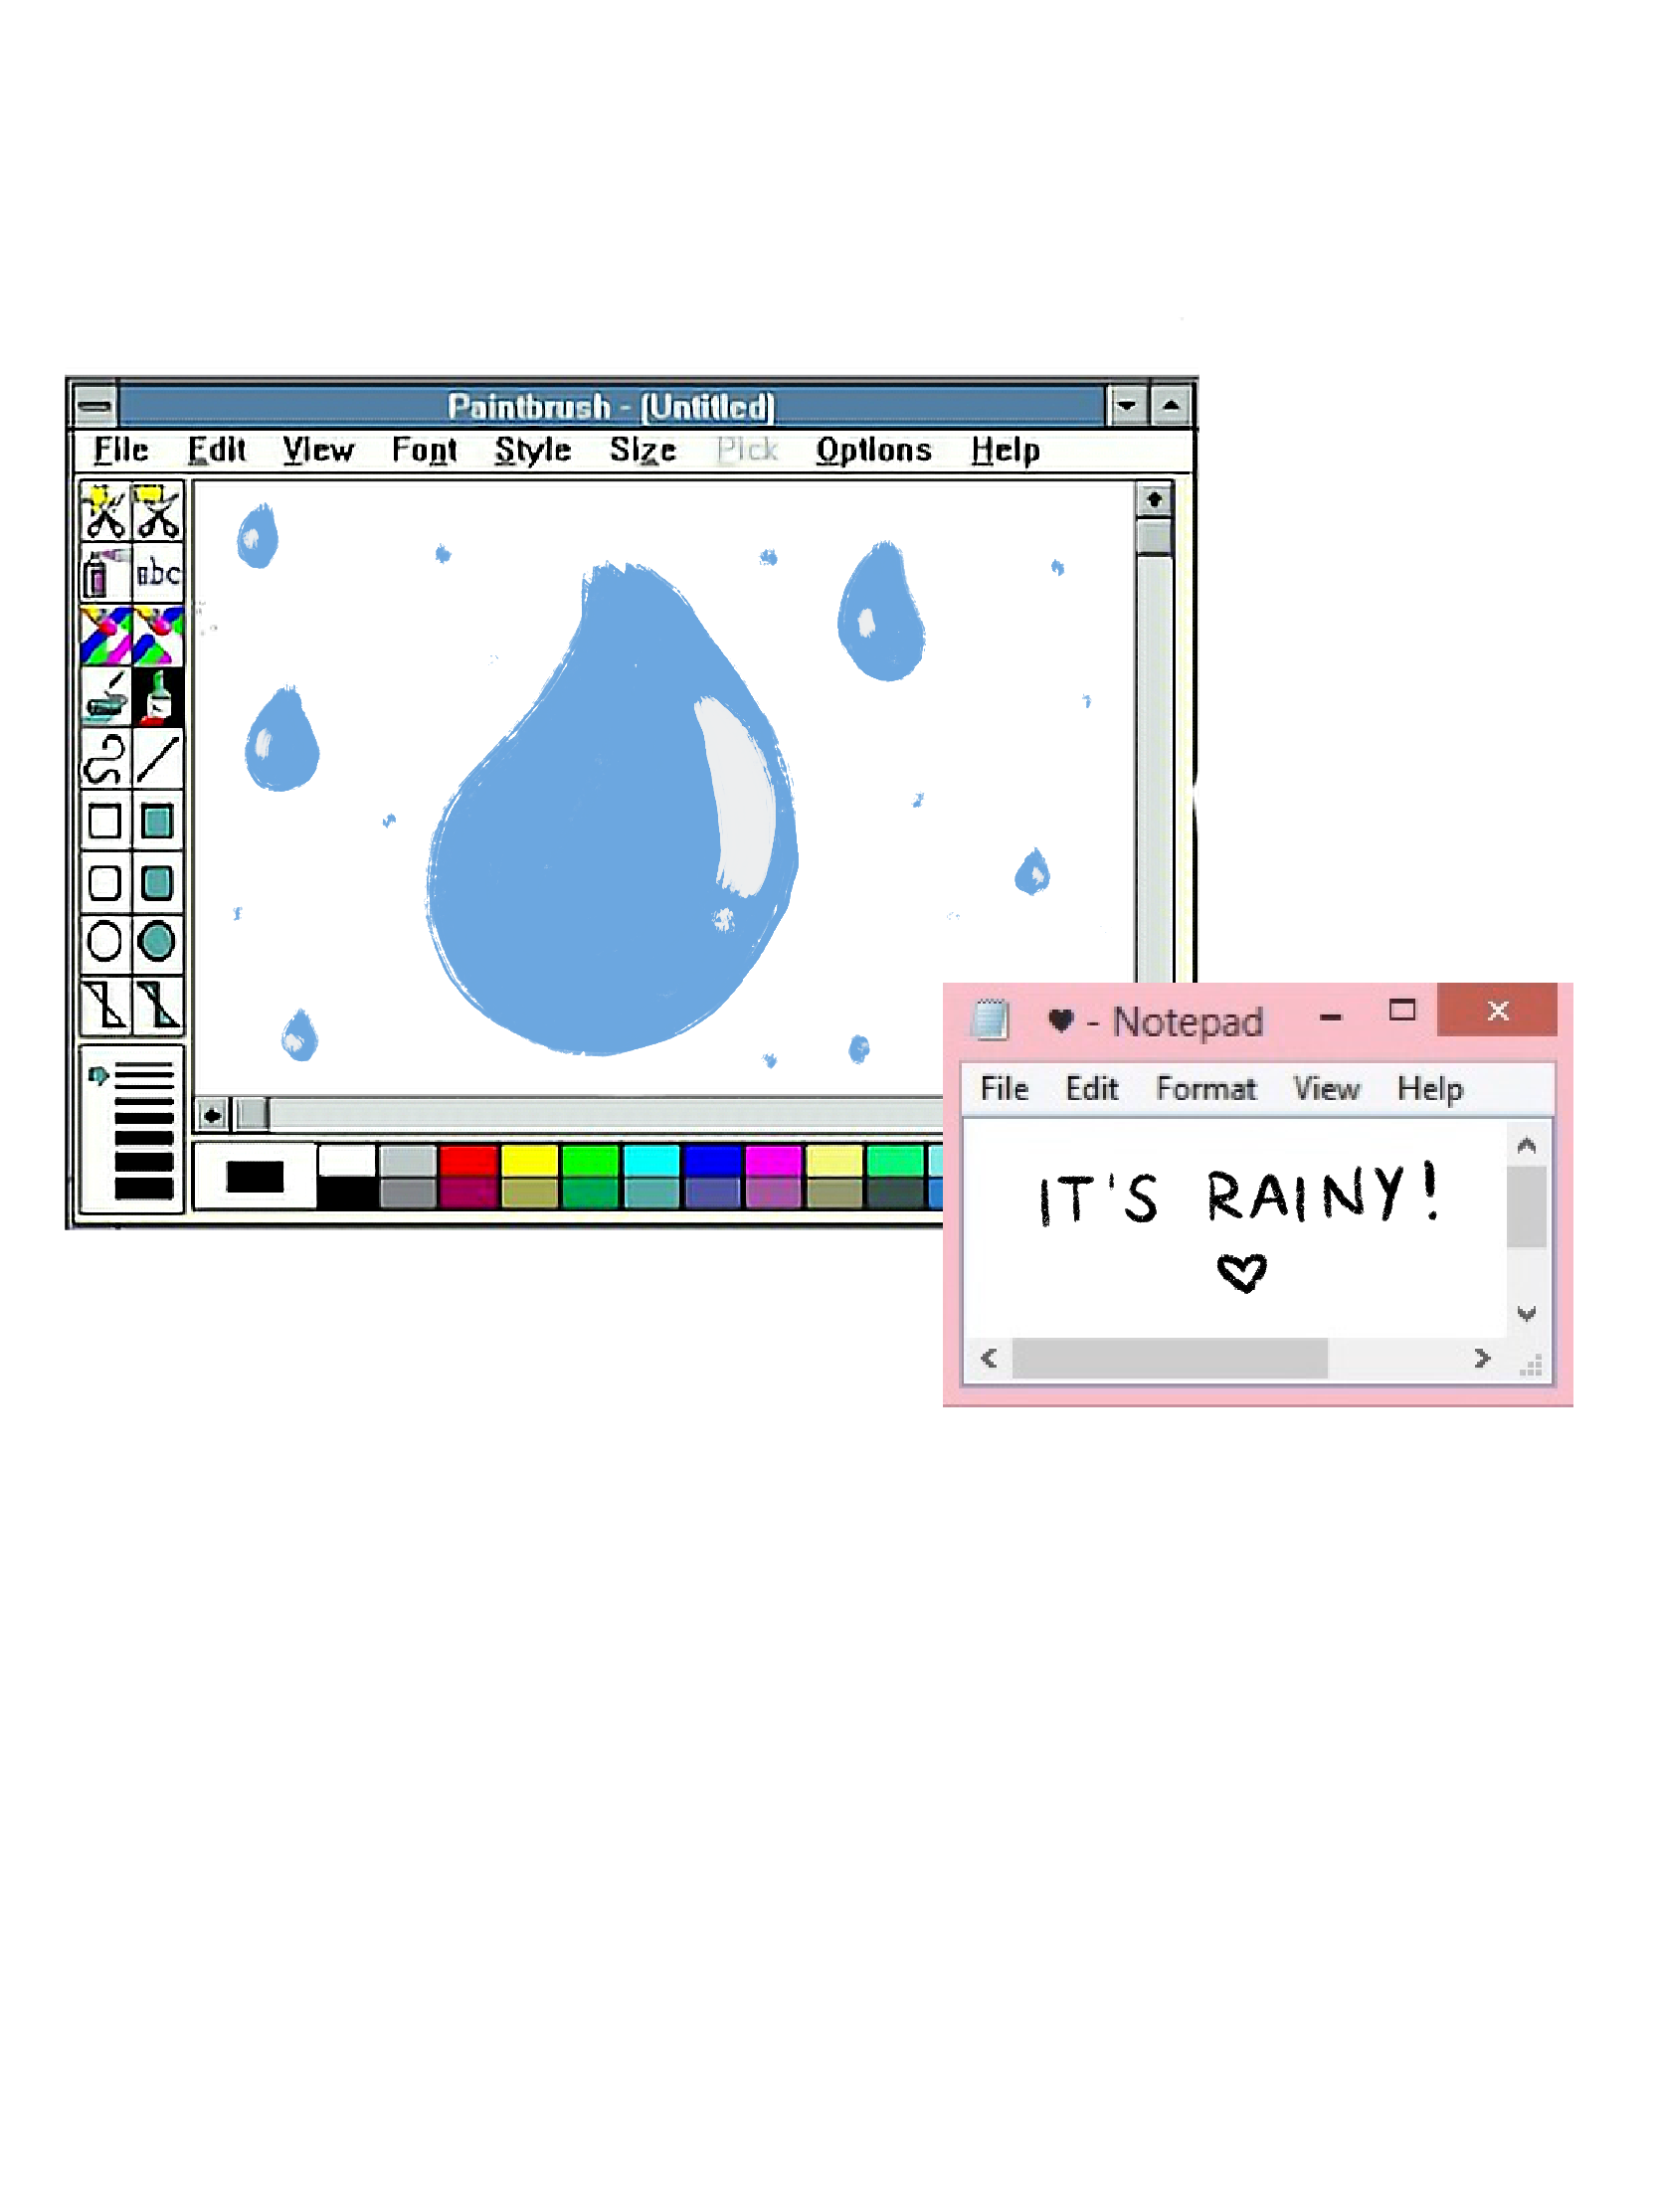 Paintbrush - (Untitled)
File Edit View Font Style Size Pick Options Help
abc
♥ - Notepad
File Edit Format View Help
IT'S RAINY!
♡